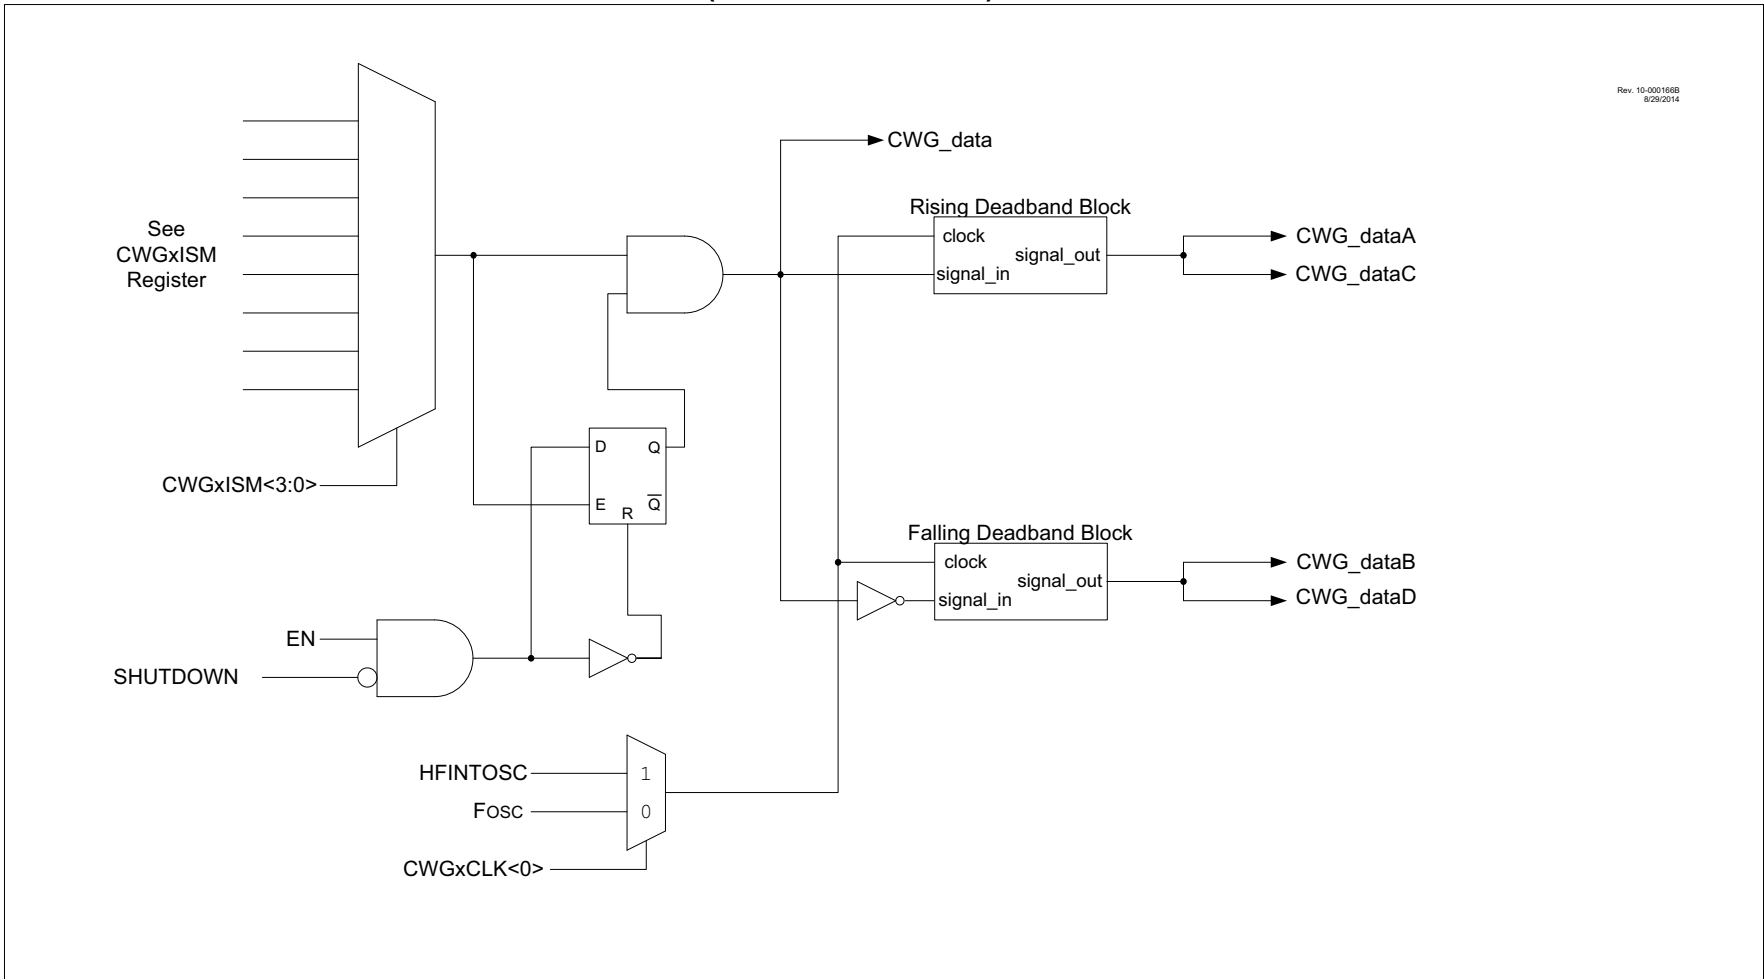 Rev. 10-000166B
8/29/2014
CWG_data
Rising Deadband Block
See
CWGxISM
Register
clock
signal_out
signal_in
CWG_dataA
CWG_dataC
D
Q
E
R
Q̅
CWGxISM<3:0>
Falling Deadband Block
clock
signal_out
signal_in
CWG_dataB
CWG_dataD
EN
SHUTDOWN
HFINTOSC
1
FOSC
0
CWGxCLK<0>